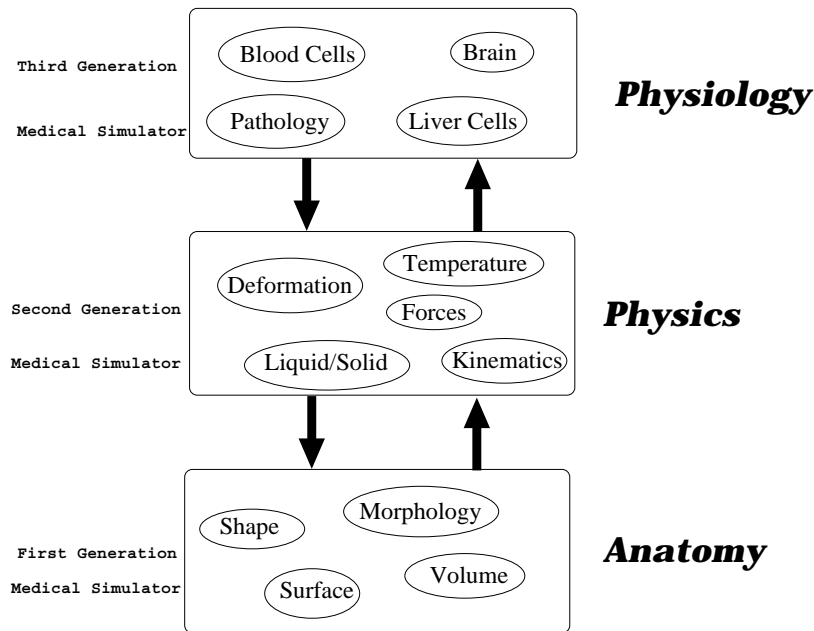 Blood Cells
Brain
Third Generation
Physiology
Pathology
Liver Cells
Medical Simulator
Temperature
Deformation
Second Generation
Forces
Physics
Medical Simulator
Liquid/Solid
Kinematics
Morphology
Shape
First Generation
Anatomy
Medical Simulator
Surface
Volume